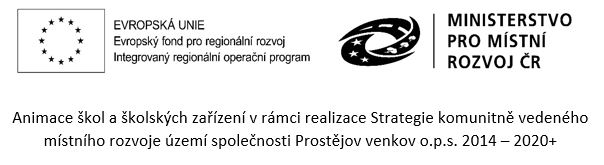 EVROPSKÁ UNIE
Evropský fond pro regionální rozvoj
Integrovaný regionální operační program
MINISTERSTVO
PRO MÍSTNÍ
ROZVOJ ČR
Animace škol a školských zařízení v rámci realizace Strategie komunitně vedeného
místního rozvoje území společnosti Prostějov venkov o.p.s. 2014 – 2020+